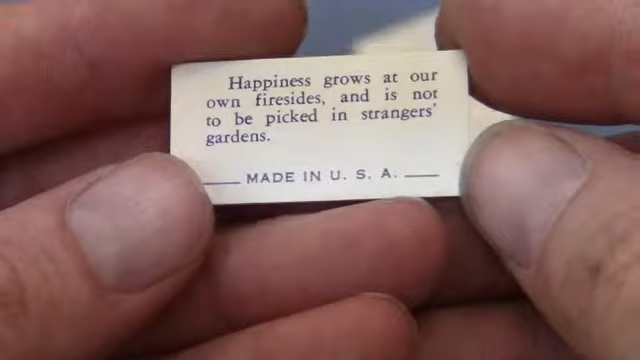 Happiness grows at our
own firesides, and is not
to be picked in strangers'
gardens.
MADE IN U. S. A.